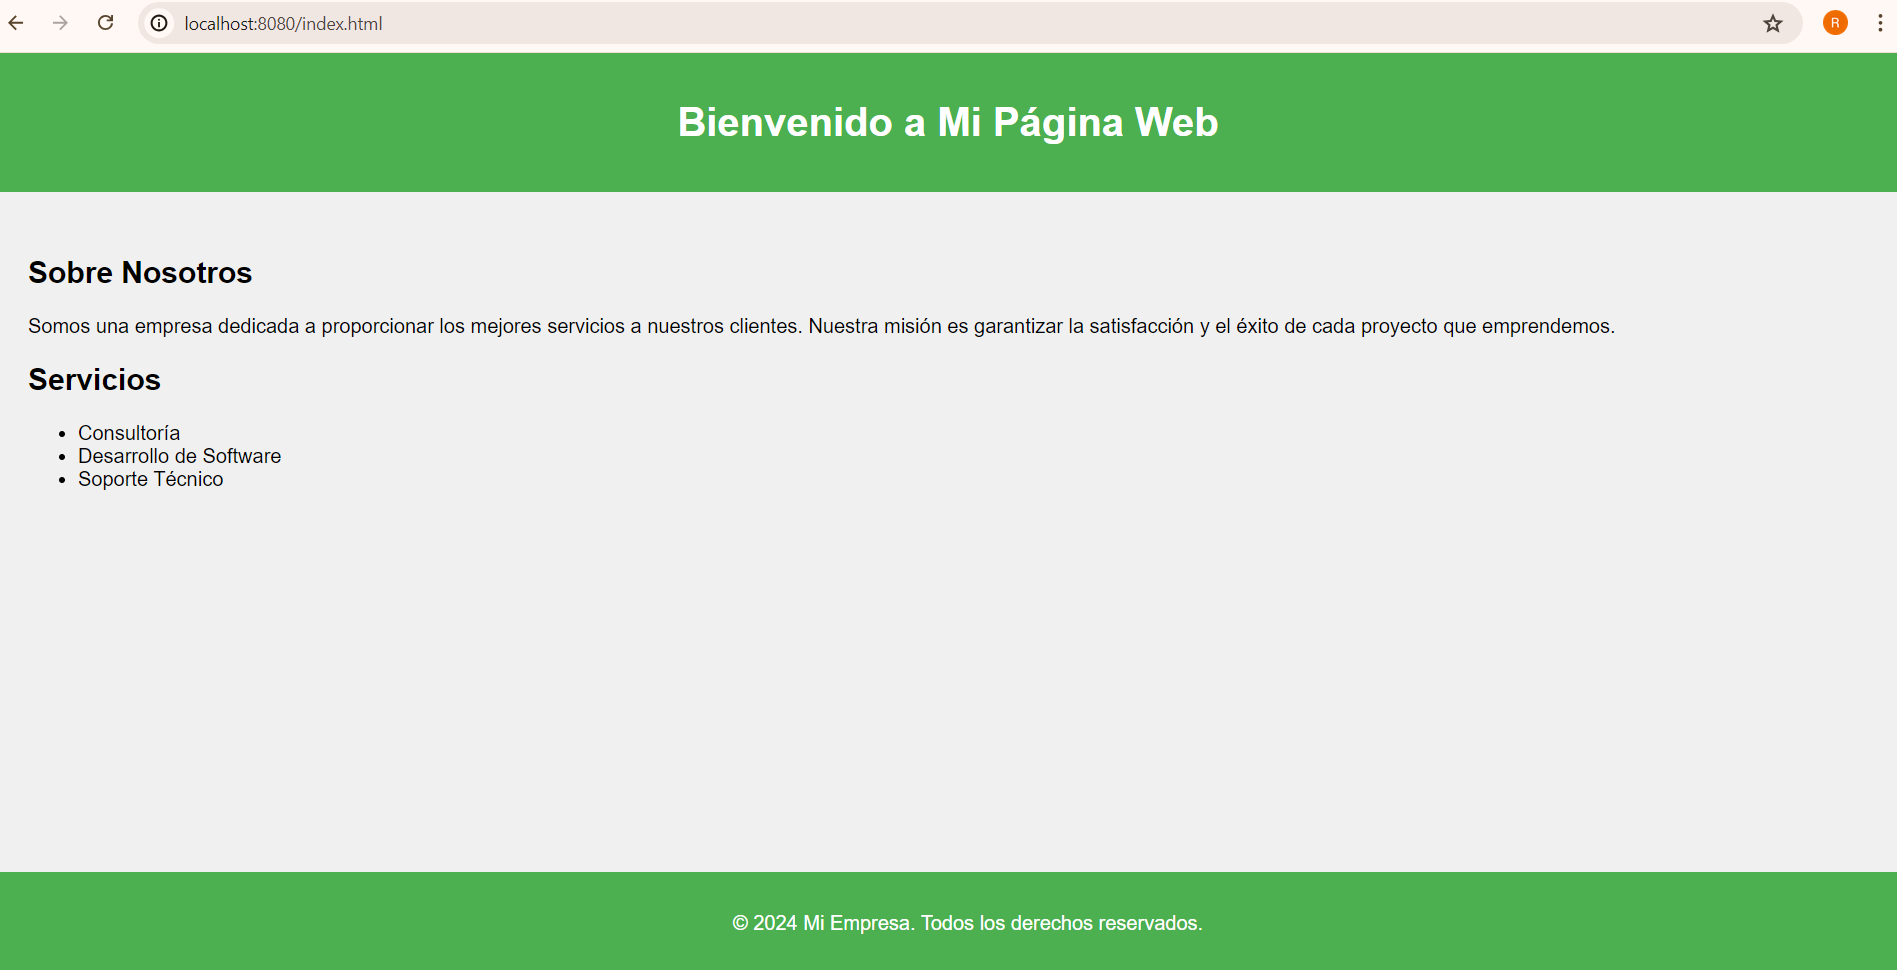 localhost:8080/index.html
R
Bienvenido a Mi Página Web
Sobre Nosotros
Somos una empresa dedicada a proporcionar los mejores servicios a nuestros clientes. Nuestra misión es garantizar la satisfacción y el éxito de cada proyecto que emprendemos.
Servicios
• Consultoría
• Desarrollo de Software
• Soporte Técnico
© 2024 Mi Empresa. Todos los derechos reservados.